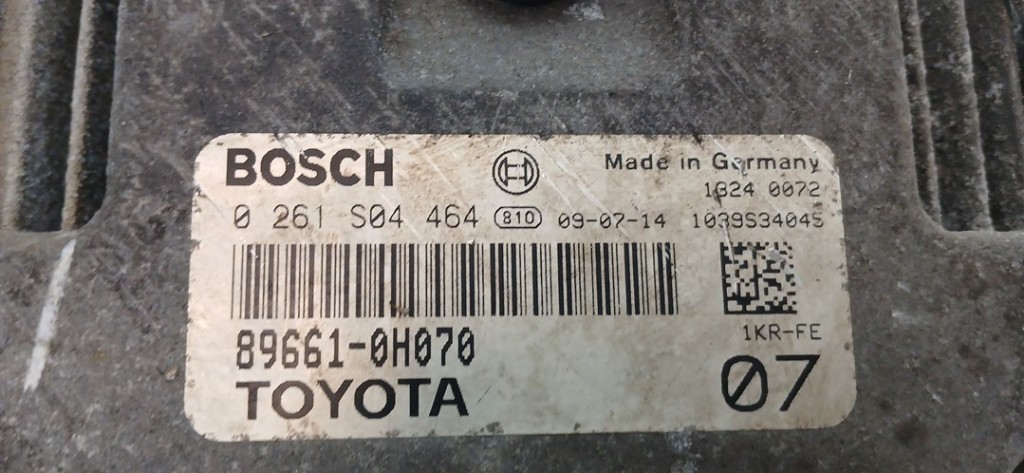 BOSCH
Made in Germany
1824 0072
0 261 S04 464 810 09-07-14 1039S34045
89661-0H070
1KR-FE
TOYOTA
07